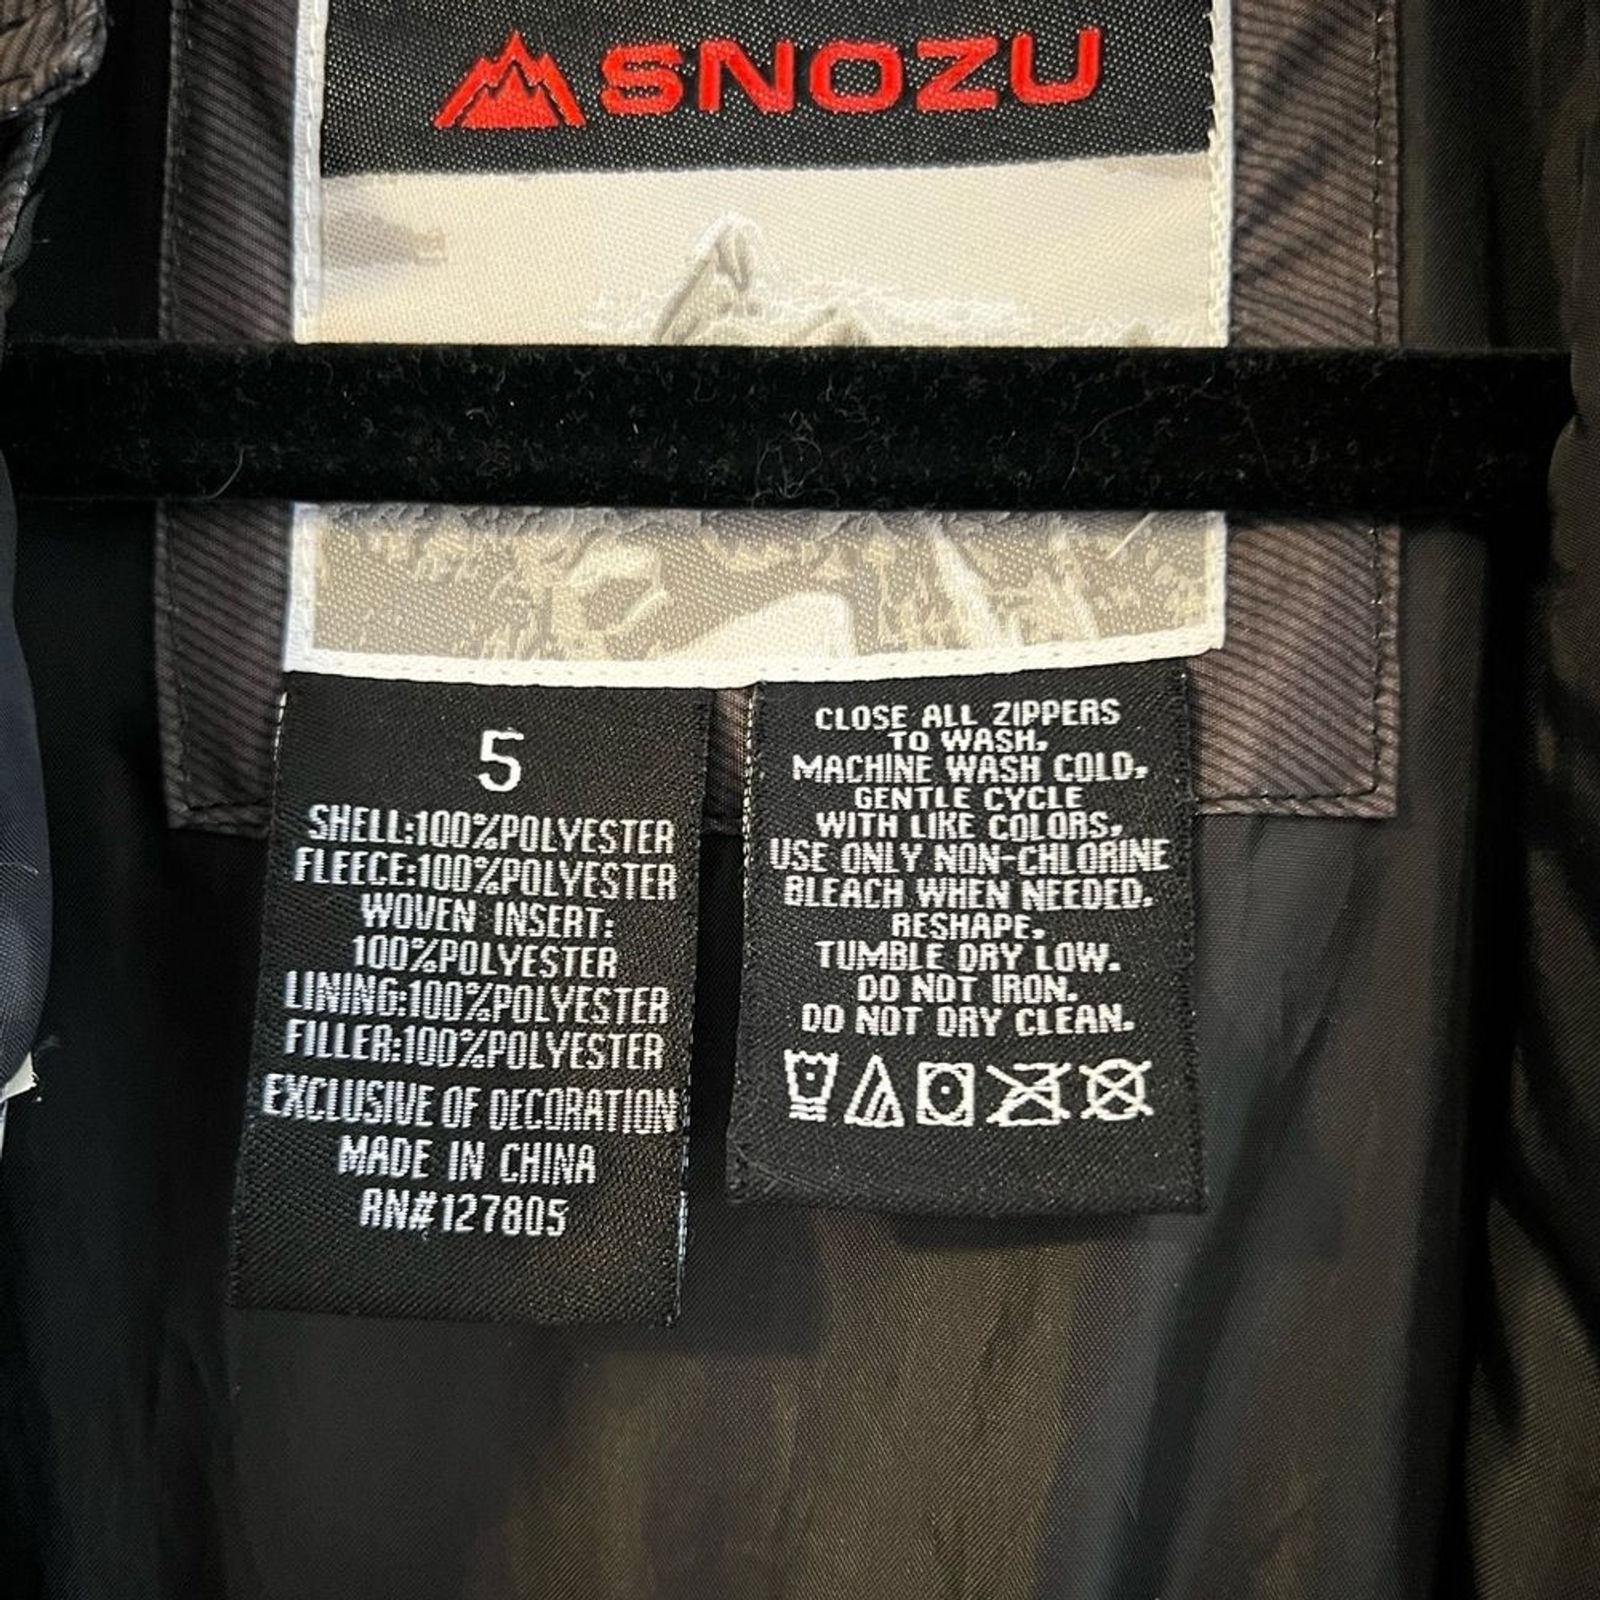 SNOZU
5
SHELL:100%POLYESTER
FLEECE:100%POLYESTER
WOVEN INSERT:
100%POLYESTER
LINING:100%POLYESTER
FILLER:100%POLYESTER
EXCLUSIVE OF DECORATION
MADE IN CHINA
RN#127805
CLOSE ALL ZIPPERS
TO WASH,
MACHINE WASH COLD,
GENTLE CYCLE
WITH LIKE COLORS,
USE ONLY NON-CHLORINE
BLEACH WHEN NEEDED.
RESHAPE,
TUMBLE DRY LOW.
DO NOT IRON.
DO NOT DRY CLEAN.